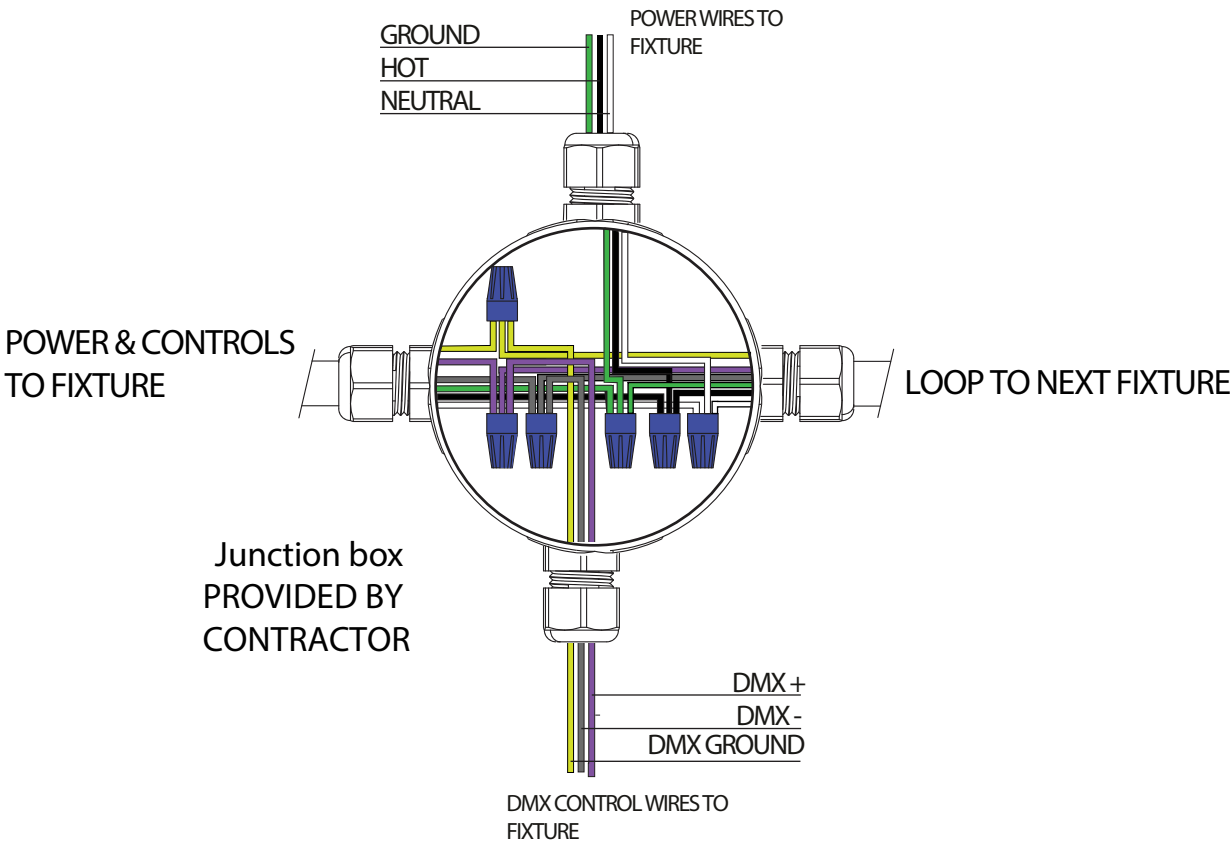 POWER WIRES TO
FIXTURE
GROUND
HOT
NEUTRAL
POWER & CONTROLS
TO FIXTURE
LOOP TO NEXT FIXTURE
Junction box
PROVIDED BY
CONTRACTOR
DMX +
DMX -
DMX GROUND
DMX CONTROL WIRES TO
FIXTURE